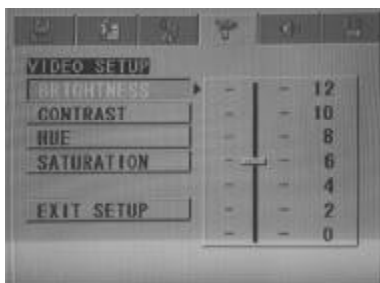 VIDEO SETUP
BRIGHTNESS
CONTRAST
HUE
SATURATION
EXIT SETUP
12
10
8
6
4
2
0